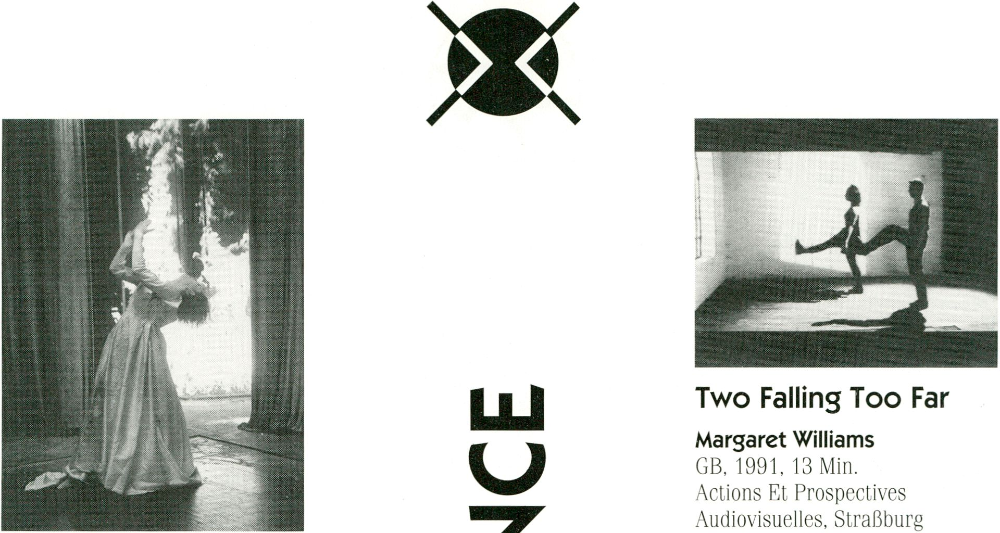 NCE
Two Falling Too Far
Margaret Williams
GB, 1991, 13 Min.
Actions Et Prospectives
Audiovisuelles, Straßburg